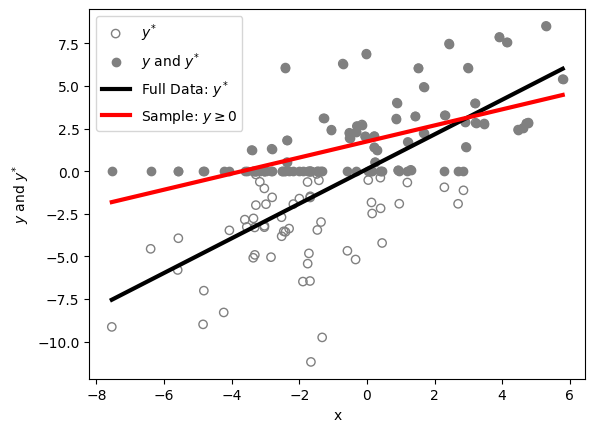 y*
y and y*
Full Data: y*
Sample: y ≥ 0
7.5
5.0
2.5
0.0
−2.5
−5.0
−7.5
−10.0
y and y*
−8 −6 −4 −2 0 2 4 6
x